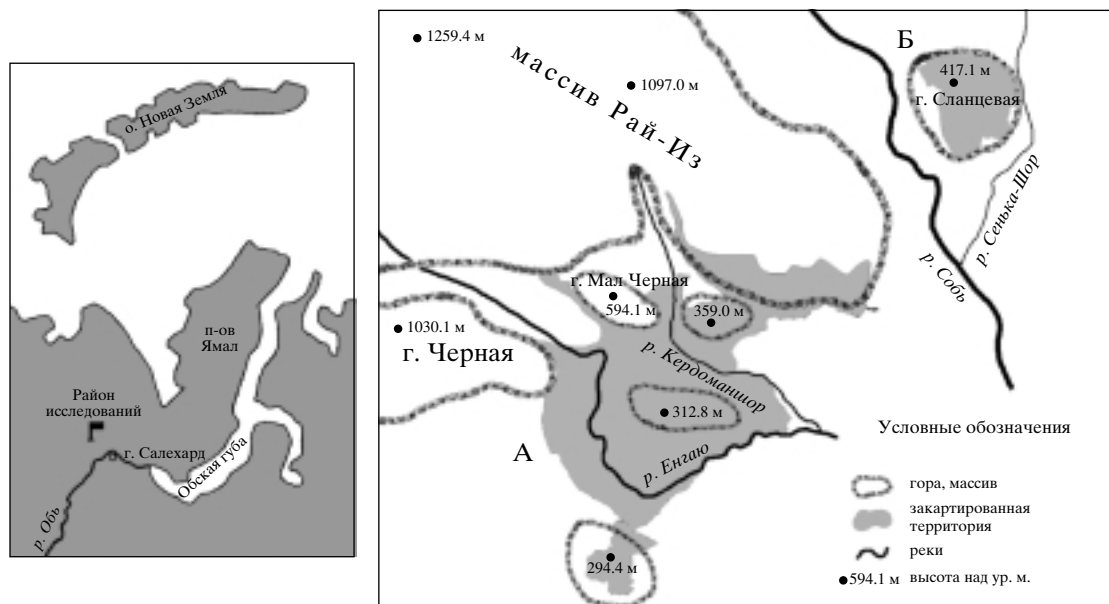 о. Новая Земля
п-ов
Ямал
Район
исследований
г. Салехард
Обская губа
р. Обь
1259.4 м
массив Рай-Из
1097.0 м
Б
417.1 м
г. Сланцевая
р. Сенька-Шор
р. Собь
г. Мал Черная
594.1 м
359.0 м
1030.1 м
г. Черная
р. Кердоманшор
312.8 м
А
р. Енгаю
294.4 м
Условные обозначения
гора, массив
закартированная
территория
реки
594.1 м высота над ур. м.